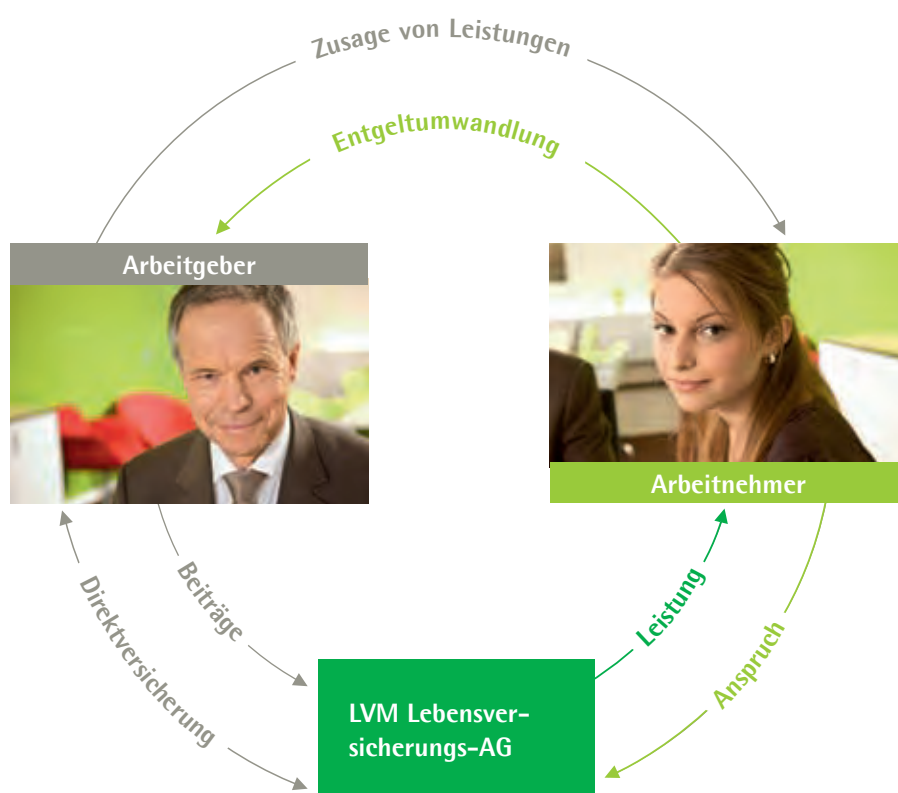 Zusage von Leistungen
Entgeltumwandlung
Arbeitgeber
Arbeitnehmer
Direktversicherung
Beiträge
Leistung
Anspruch
LVM Lebensver-
sicherungs-AG